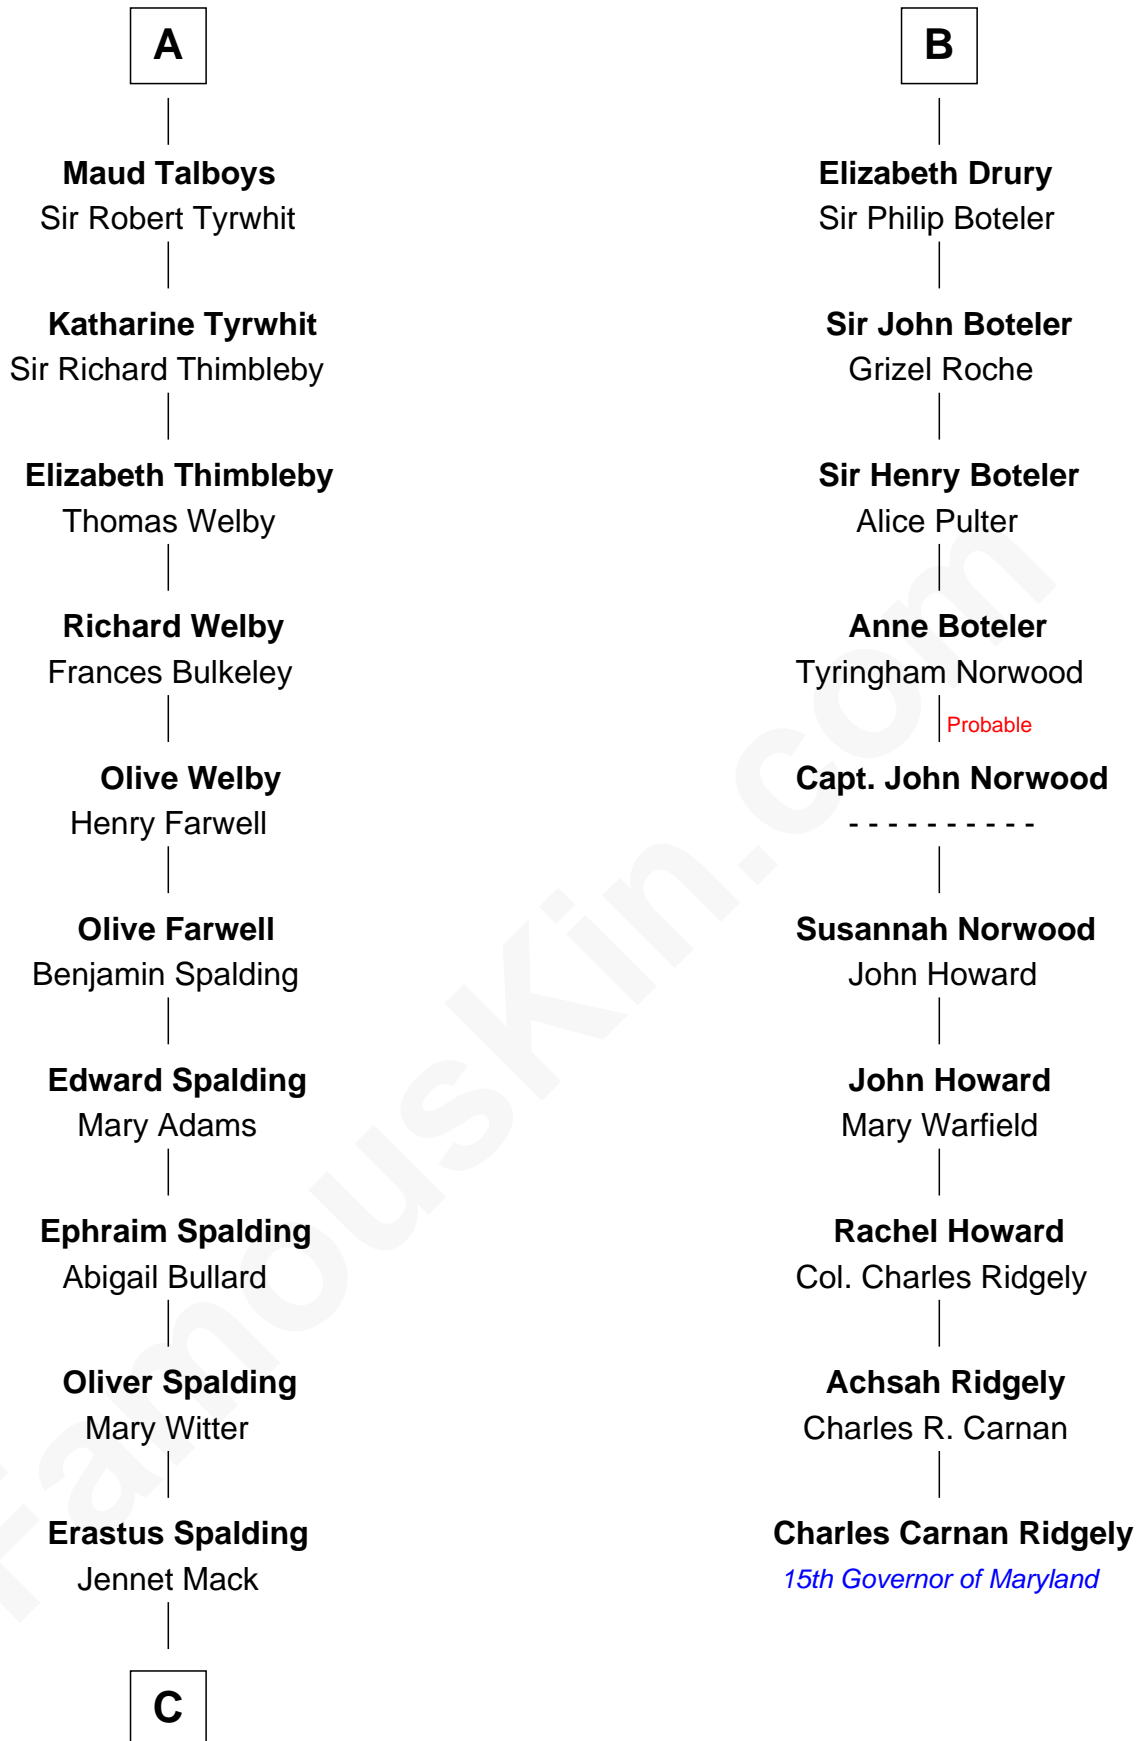 A
Maud Talboys
Sir Robert Tyrwhit
Katharine Tyrwhit
Sir Richard Thimbleby
Elizabeth Thimbleby
Thomas Welby
Richard Welby
Frances Bulkeley
Olive Welby
Henry Farwell
Olive Farwell
Benjamin Spalding
Edward Spalding
Mary Adams
Ephraim Spalding
Abigail Bullard
Oliver Spalding
Mary Witter
Erastus Spalding
Jennet Mack
C
B
Elizabeth Drury
Sir Philip Boteler
Sir John Boteler
Grizel Roche
Sir Henry Boteler
Alice Pulter
Anne Boteler
Tyringham Norwood
Probable
Capt. John Norwood
- - - - - - - - - -
Susannah Norwood
John Howard
John Howard
Mary Warfield
Rachel Howard
Col. Charles Ridgely
Achsah Ridgely
Charles R. Carnan
Charles Carnan Ridgely
15th Governor of Maryland
FamousKin.com